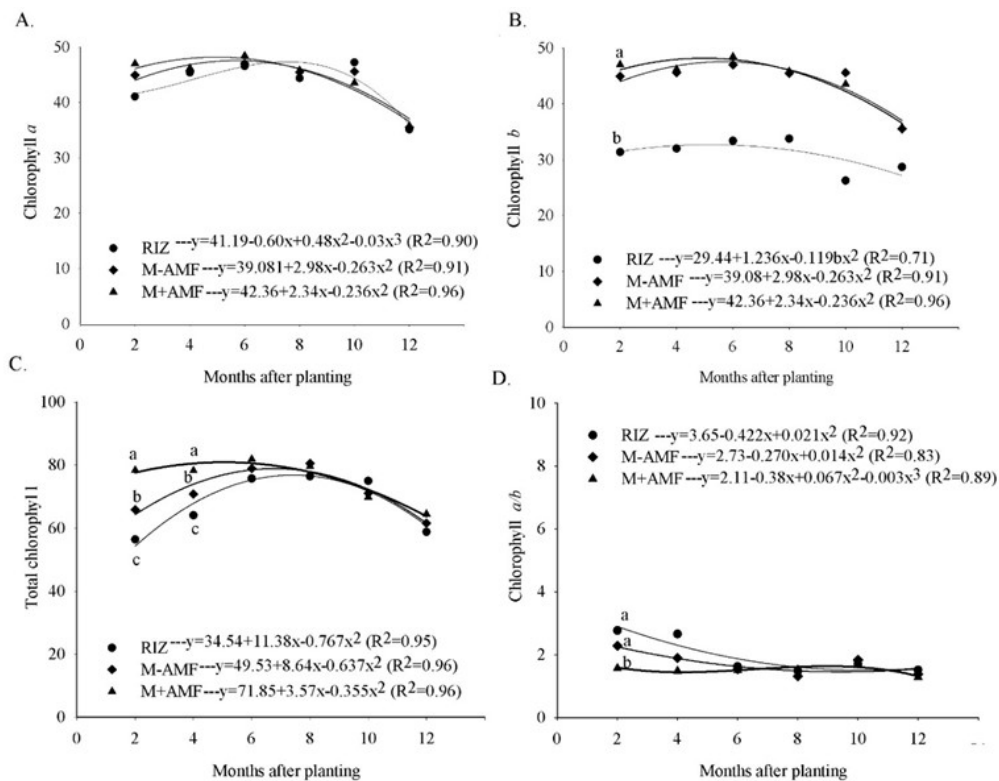 A.
50
40
30
20
10
0
Chlorophyll a
RIZ ---y=41.19-0.60x+0.48x2-0.03x3 (R2=0.90)
M-AMF ---y=39.081+2.98x-0.263x2 (R2=0.91)
M+AMF ---y=42.36+2.34x-0.236x2 (R2=0.96)
0 2 4 6 8 10 12
Months after planting
B.
50
40
30
20
10
0
Chlorophyll b
a
b
RIZ ---y=29.44+1.236x-0.119bx2 (R2=0.71)
M-AMF ---y=39.08+2.98x-0.263x2 (R2=0.91)
M+AMF ---y=42.36+2.34x-0.236x2 (R2=0.96)
0 2 4 6 8 10 12
Months after planting
C.
100
80
60
40
20
0
Total chlorophyl l
a a
b b
c c
RIZ ---y=34.54+11.38x-0.767x2 (R2=0.95)
M-AMF ---y=49.53+8.64x-0.637x2 (R2=0.96)
M+AMF ---y=71.85+3.57x-0.355x2 (R2=0.96)
0 2 4 6 8 10 12
Months after planting
D.
10
8
6
4
2
0
Chlorophyll a/b
RIZ ---y=3.65-0.422x+0.021x2 (R2=0.92)
M-AMF ---y=2.73-0.270x+0.014x2 (R2=0.83)
M+AMF ---y=2.11-0.38x+0.067x2-0.003x3 (R2=0.89)
a
a
b
0 2 4 6 8 10 12
Months after planting